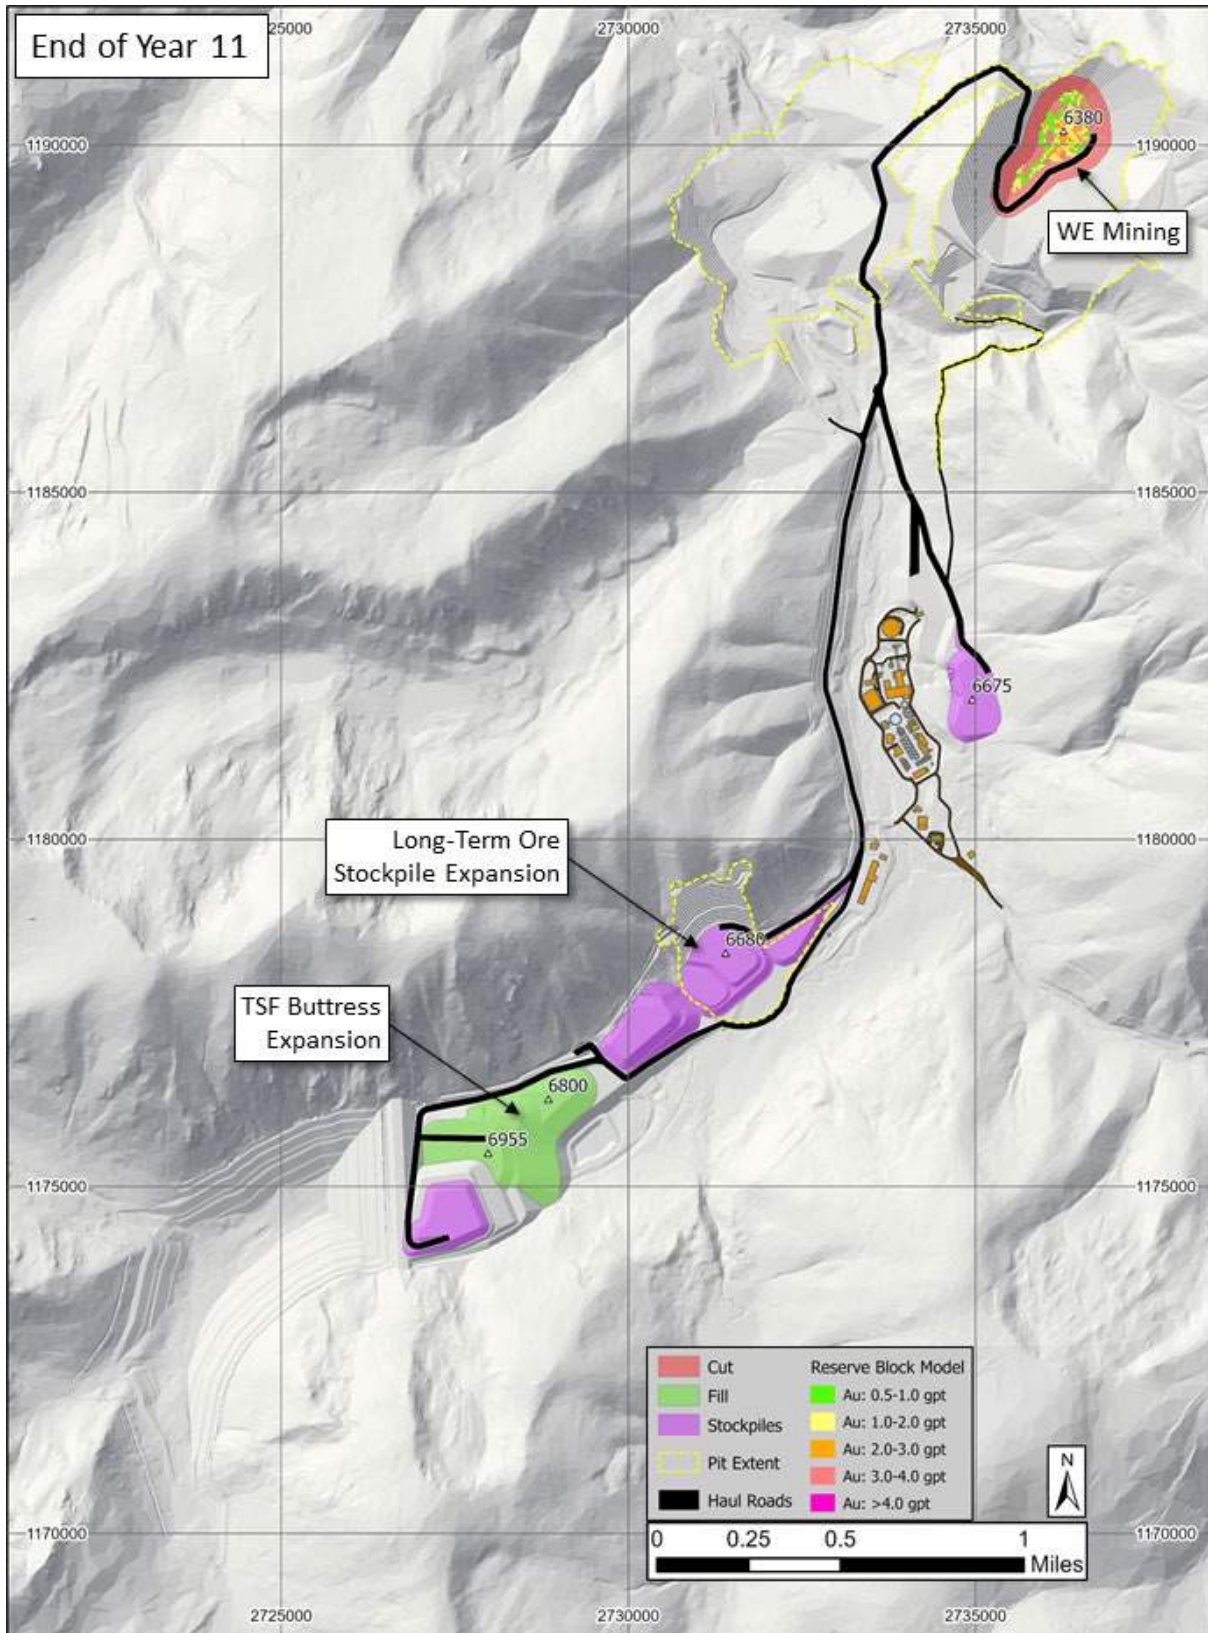 End of Year 11
25000
2730000
2735000
6380
1190000
1190000
WE Mining
1185000
1185000
6675
1180000
1180000
Long-Term Ore
Stockpile Expansion
6680
TSF Buttress
Expansion
6800
6955
1175000
1175000
Cut
Fill
Stockpiles
Pit Extent
Haul Roads
Reserve Block Model
Au: 0.5-1.0 gpt
Au: 1.0-2.0 gpt
Au: 2.0-3.0 gpt
Au: 3.0-4.0 gpt
Au: >4.0 gpt
N
1170000
1170000
0 0.25 0.5 1
Miles
2725000
2730000
2735000